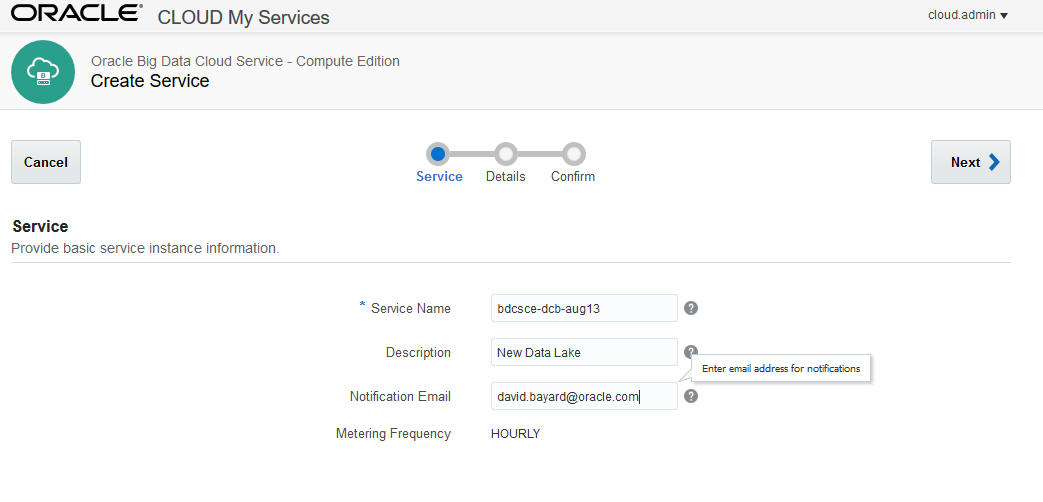 ORACLE® CLOUD My Services
cloud.admin
Oracle Big Data Cloud Service - Compute Edition
Create Service
Cancel
Service Details Confirm
Next
Service
Provide basic service instance information.
* Service Name bdcsce-dcb-aug13 ?
Description New Data Lake ?
Enter email address for notifications
Notification Email david.bayard@oracle.com ?
Metering Frequency HOURLY